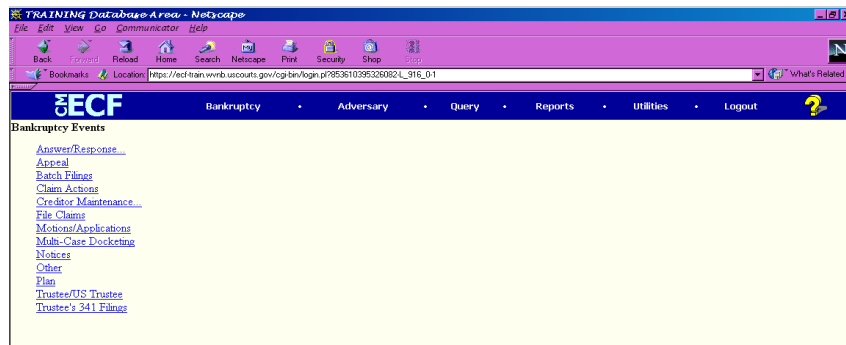 TRAINING Database Area - Netscape
File Edit View Go Communicator Help
Back Forward Reload Home Search Netscape Print Security Shop Stop
Bookmarks Location: https://ecf-train.wvnb.uscourts.gov/cgi-bin/login.pl?853610395326082-L_916_0-1 What's Related
CM ECF Bankruptcy • Adversary • Query • Reports • Utilities • Logout ?
Bankruptcy Events
Answer/Response...
Appeal
Batch Filings
Claim Actions
Creditor Maintenance...
File Claims
Motions/Applications
Multi-Case Docketing
Notices
Other
Plan
Trustee/US Trustee
Trustee's 341 Filings